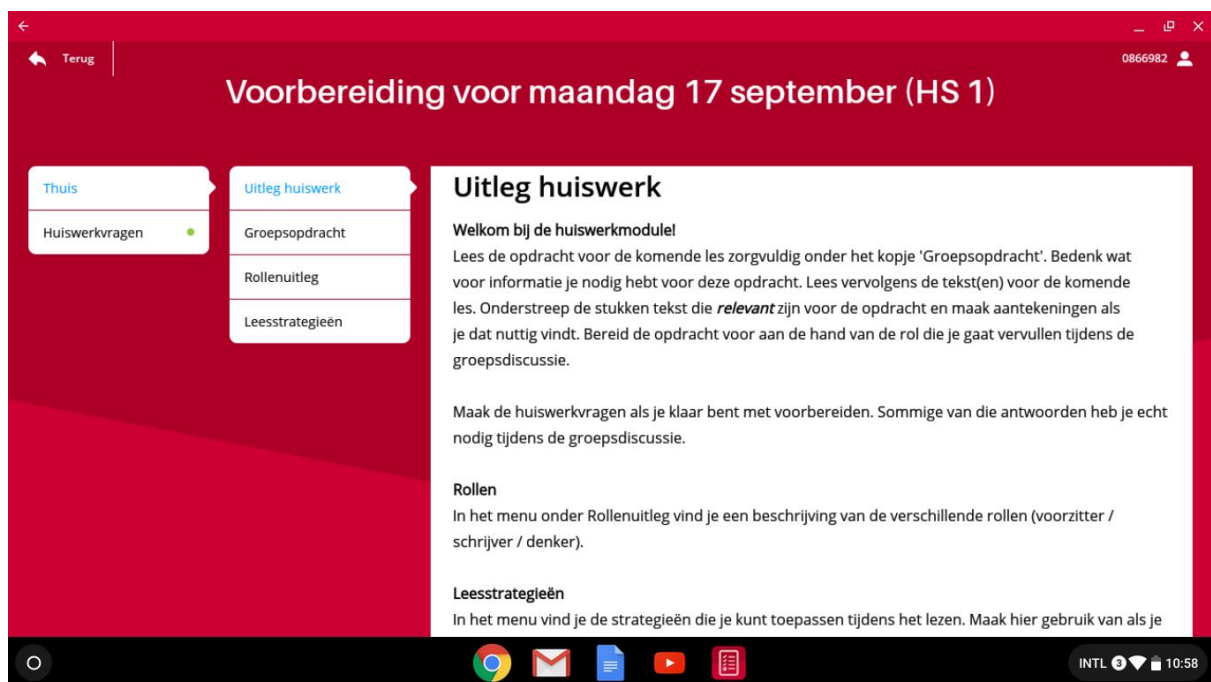 Terug
0866982
Voorbereiding voor maandag 17 september (HS 1)
Thuis
Huiswerkvragen
Uitleg huiswerk
Groepsopdracht
Rollenuitleg
Leesstrategieën
Uitleg huiswerk
Welkom bij de huiswerkmodule!
Lees de opdracht voor de komende les zorgvuldig onder het kopje 'Groepsopdracht'. Bedenk wat
voor informatie je nodig hebt voor deze opdracht. Lees vervolgens de tekst(en) voor de komende
les. Onderstreep de stukken tekst die relevant zijn voor de opdracht en maak aantekeningen als
je dat nuttig vindt. Bereid de opdracht voor aan de hand van de rol die je gaat vervullen tijdens de
groepsdiscussie.
Maak de huiswerkvragen als je klaar bent met voorbereiden. Sommige van die antwoorden heb je echt
nodig tijdens de groepsdiscussie.
Rollen
In het menu onder Rollenuitleg vind je een beschrijving van de verschillende rollen (voorzitter /
schrijver / denker).
Leesstrategieën
In het menu vind je de strategieën die je kunt toepassen tijdens het lezen. Maak hier gebruik van als je
INTL 3 10:58